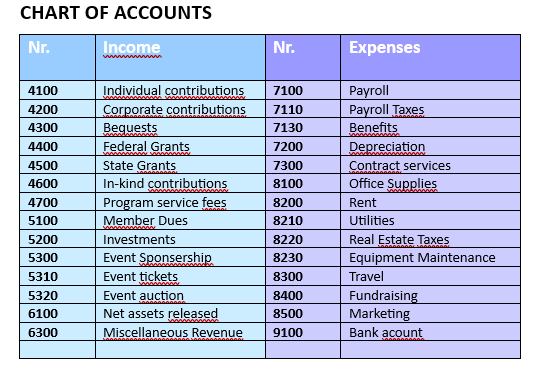 CHART OF ACCOUNTS
Nr. Income Nr. Expenses
4100 Individual contributions 7100 Payroll
4200 Corporate contributions 7110 Payroll Taxes
4300 Bequests 7130 Benefits
4400 Federal Grants 7200 Depreciation
4500 State Grants 7300 Contract services
4600 In-kind contributions 8100 Office Supplies
4700 Program service fees 8200 Rent
5100 Member Dues 8210 Utilities
5200 Investments 8220 Real Estate Taxes
5300 Event Sponsership 8230 Equipment Maintenance
5310 Event tickets 8300 Travel
5320 Event auction 8400 Fundraising
6100 Net assets released 8500 Marketing
6300 Miscellaneous Revenue 9100 Bank acount